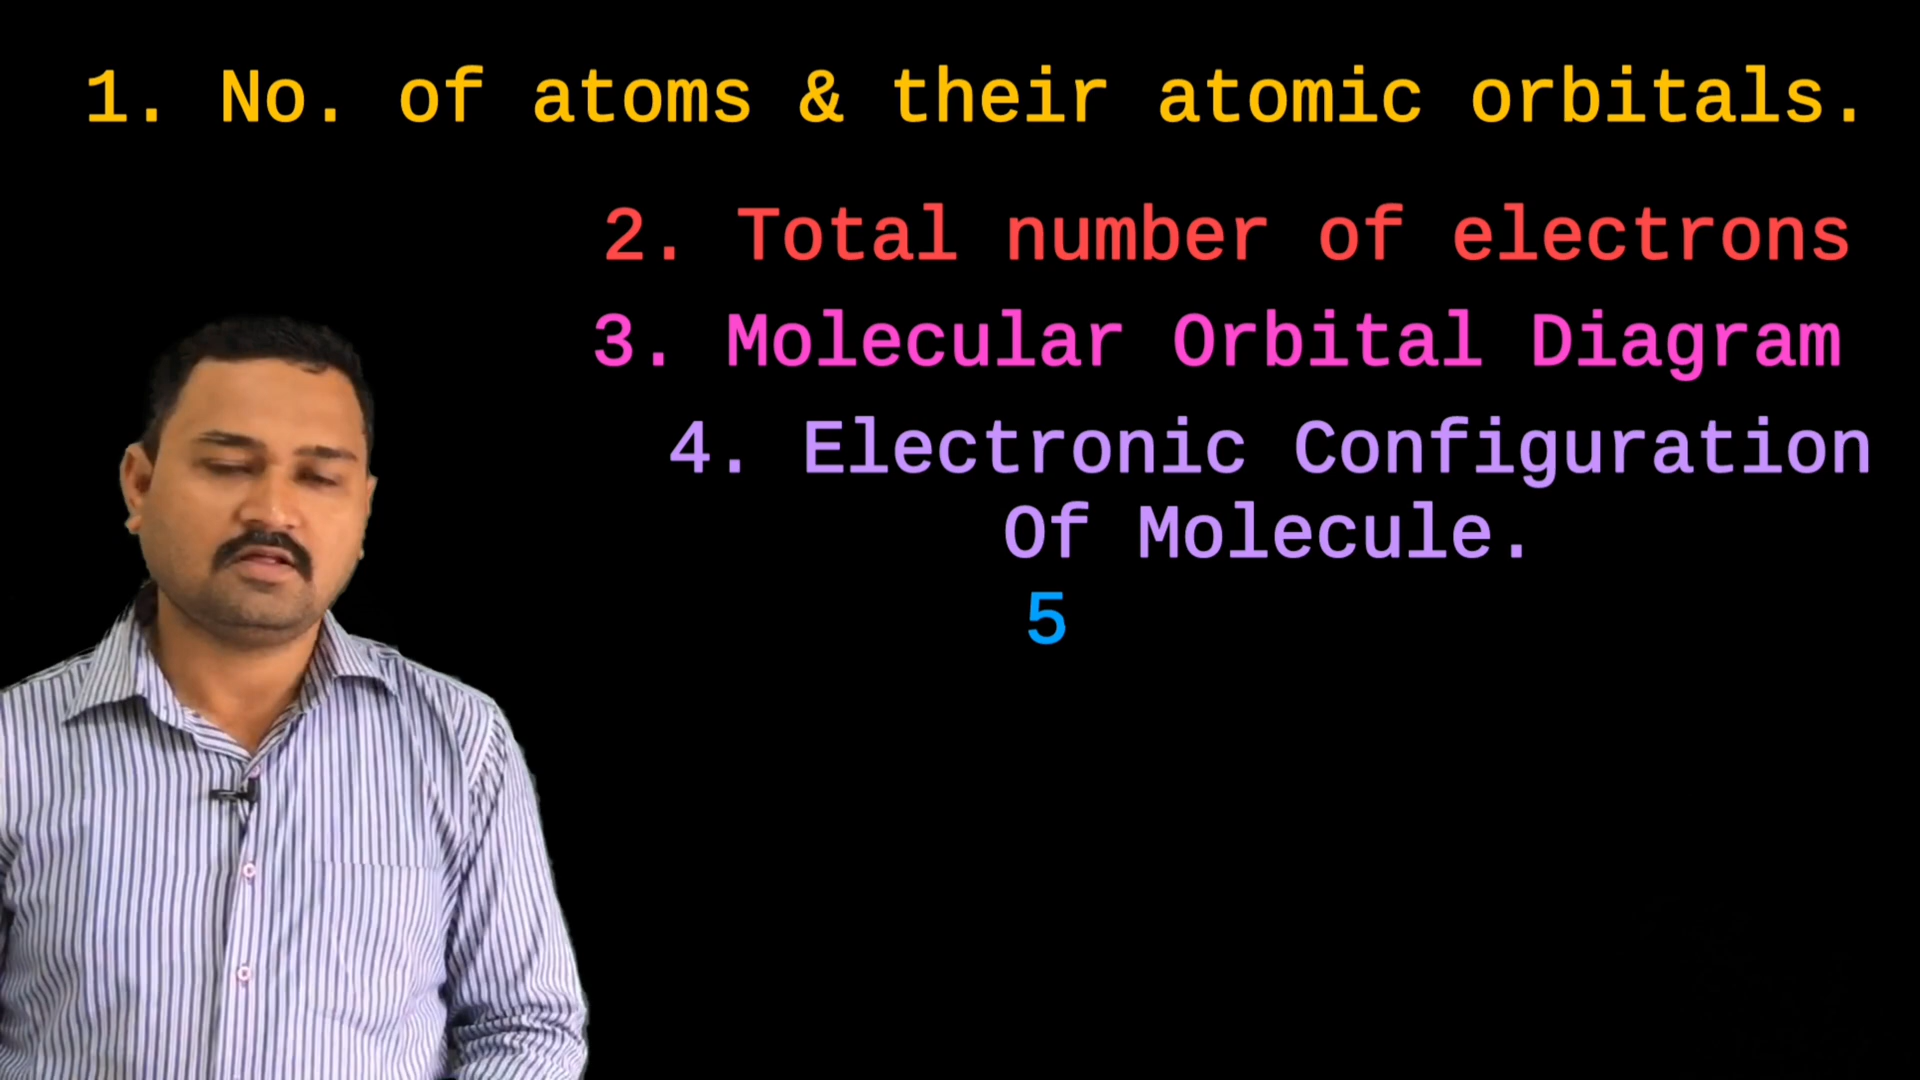 1. No. of atoms & their atomic orbitals.
2. Total number of electrons
3. Molecular Orbital Diagram
4. Electronic Configuration
Of Molecule.
5